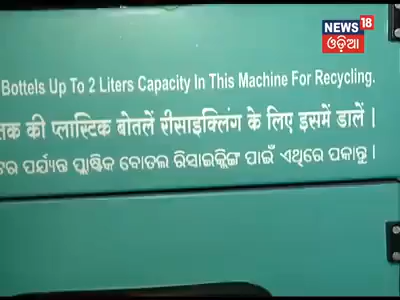 NEWS 18
ଓଡ଼ିଆ
Bottels Up To 2 Liters Capacity In This Machine For Recycling.
तक की प्लास्टिक बोतलें रीसाइक्लिंग के लिए इसमें डालें।
ପର୍ଯ୍ୟନ୍ତ ପ୍ଲାଷ୍ଟିକ ବୋତଲ ରିସାଇକ୍ଲିଙ୍ଗ ପାଇଁ ଏଥିରେ ପକାନ୍ତୁ।